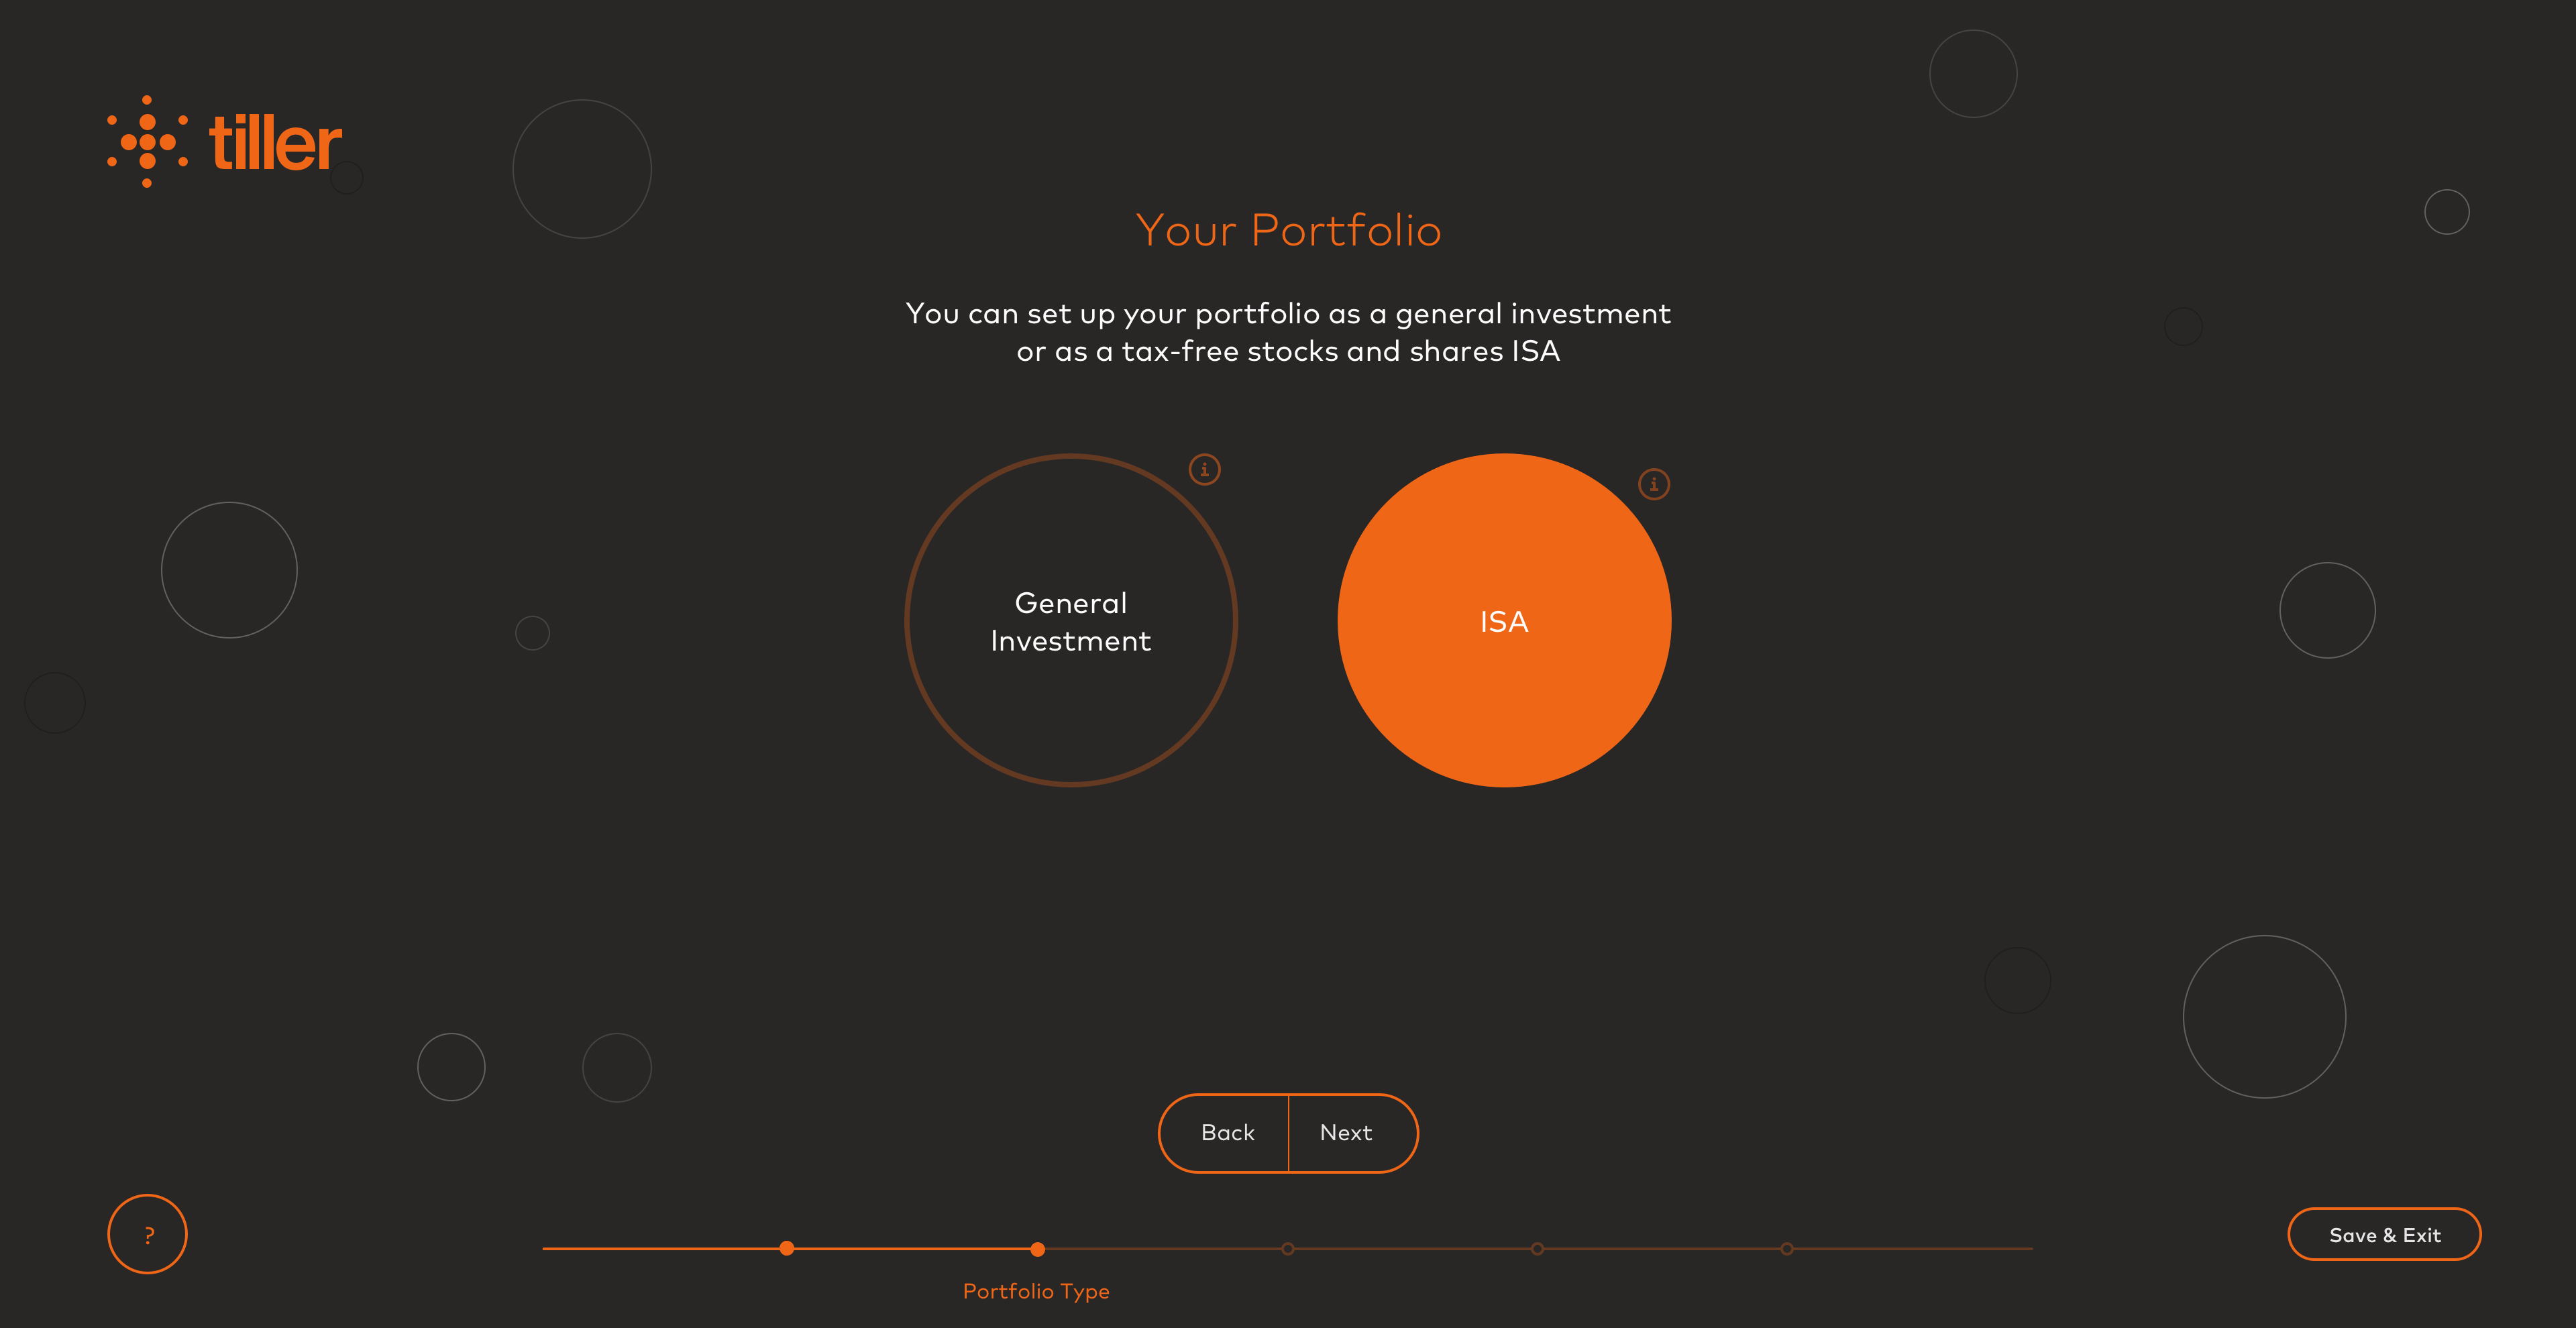 tiller
Your Portfolio
You can set up your portfolio as a general investment
or as a tax-free stocks and shares ISA
i
i
General
Investment
ISA
Back
Next
?
Save & Exit
Portfolio Type